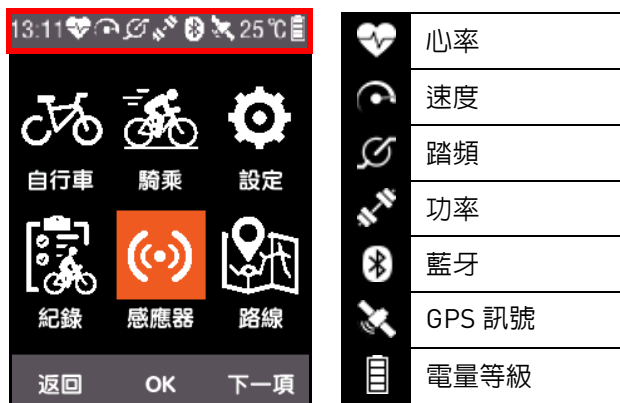 13:11 25 ℃
自行車 騎乘 設定
紀錄 感應器 路線
返回 OK 下一項
心率
速度
踏頻
功率
藍牙
GPS 訊號
電量等級